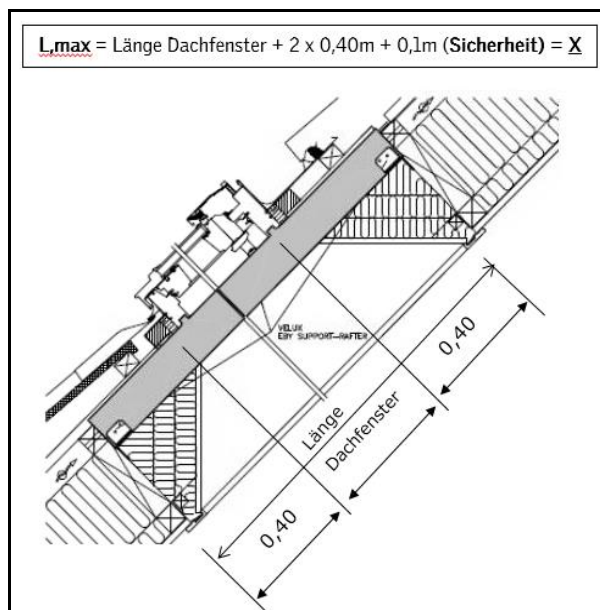 L,max = Länge Dachfenster + 2 x 0,40m + 0,1m (Sicherheit) = X
VELUX
EBY SUPPORT-RAFTER
0,40
Länge
Dachfenster
0,40